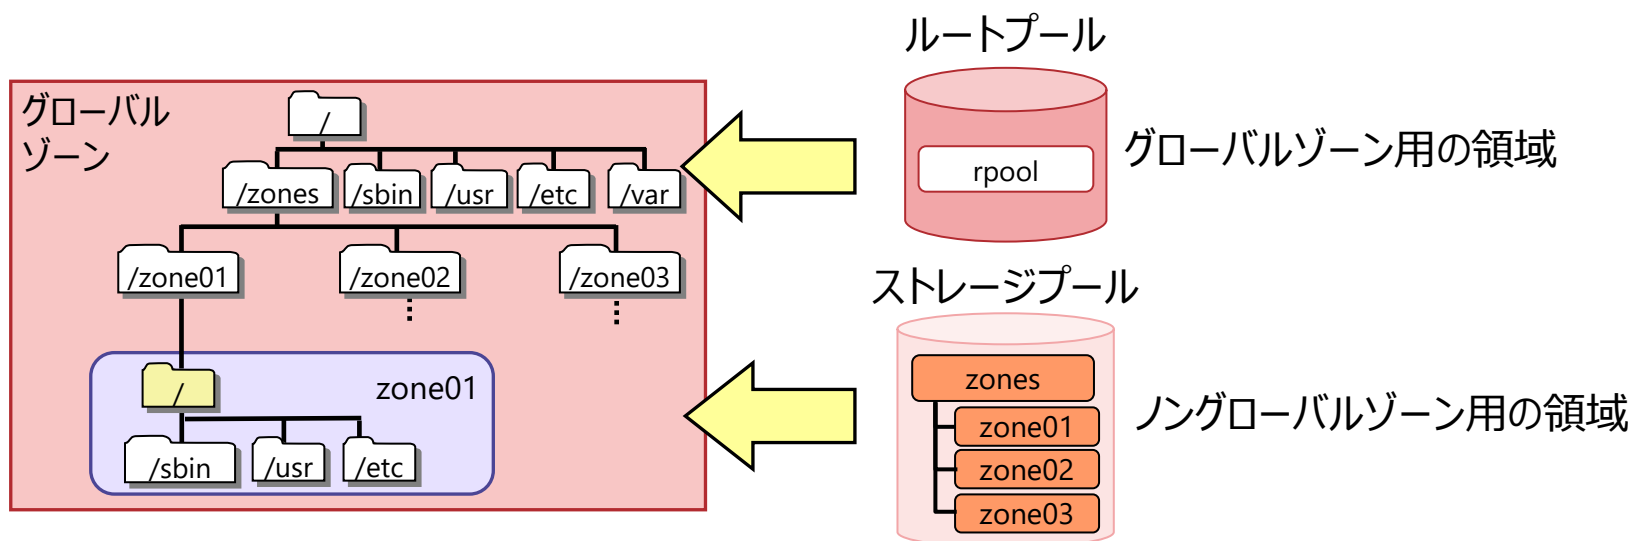 グローバル
ゾーン
/
/zones
/sbin
/usr
/etc
/var
/zone01
/zone02
/zone03
/
zone01
/sbin
/usr
/etc
ルートプール
rpool
グローバルゾーン用の領域
ストレージプール
zones
zone01
zone02
zone03
ノングローバルゾーン用の領域